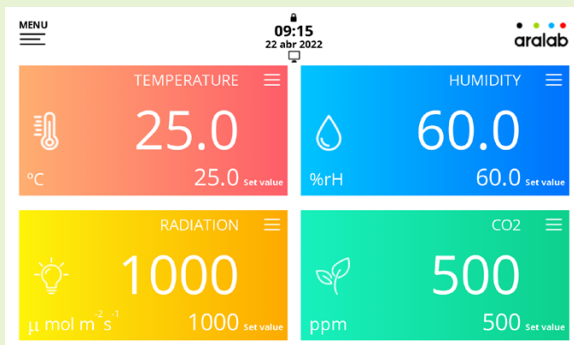 MENU
09:15
22 abr 2022
aralab
TEMPERATURE
25.0
ºC
25.0 Set value
HUMIDITY
60.0
%rH
60.0 Set value
RADIATION
1000
µ mol m⁻² s⁻¹
1000 Set value
CO2
500
ppm
500 Set value